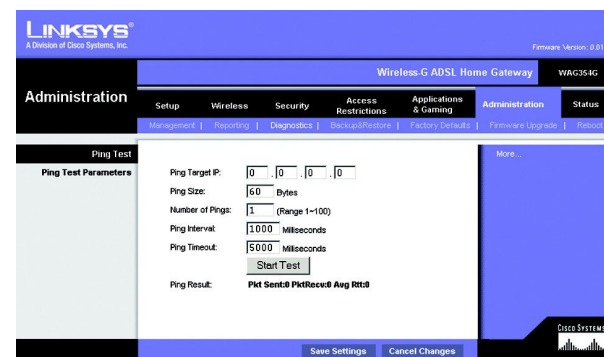 LINKSYS®
A Division of Cisco Systems, Inc.
Firmware Version: 0.01
Wireless-G ADSL Home Gateway WAG354G
Administration
Setup Wireless Security Access Restrictions Applications & Gaming Administration Status
Management | Reporting | Diagnostics | Backup&Restore | Factory Defaults | Firmware Upgrade | Reboot
Ping Test
More...
Ping Test Parameters
Ping Target IP: 0 . 0 . 0 . 0
Ping Size: 60 Bytes
Number of Pings: 1 (Range 1~100)
Ping Interval: 1000 Milliseconds
Ping Timeout: 5000 Milliseconds
Start Test
Ping Result: Pkt Sent:0 PktRecv:0 Avg Rtt:0
CISCO SYSTEMS
Save Settings Cancel Changes